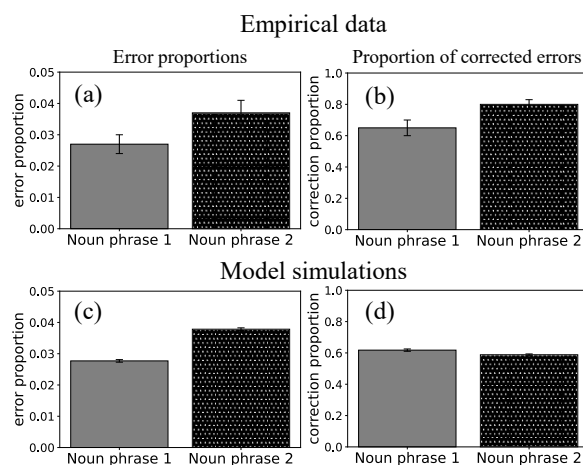 Empirical data
Error proportions
Proportion of corrected errors
(a)
error proportion
0.05
0.04
0.03
0.02
0.01
0.00
Noun phrase 1 Noun phrase 2
(b)
correction proportion
1.0
0.8
0.6
0.4
0.2
0.0
Noun phrase 1 Noun phrase 2
Model simulations
(c)
error proportion
0.05
0.04
0.03
0.02
0.01
0.00
Noun phrase 1 Noun phrase 2
(d)
correction proportion
1.0
0.8
0.6
0.4
0.2
0.0
Noun phrase 1 Noun phrase 2